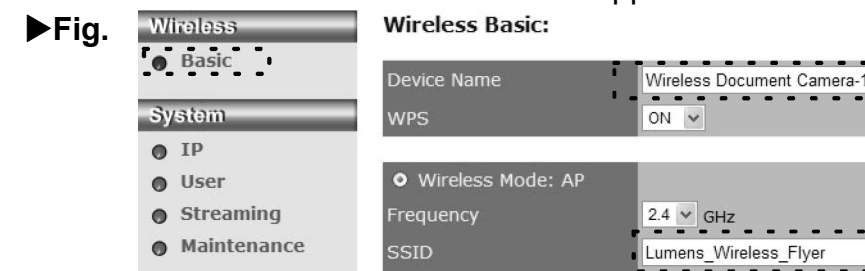 ▶Fig.
Wireless
Basic
System
IP
User
Streaming
Maintenance
Wireless Basic:
Device Name Wireless Document Camera-1
WPS ON
Wireless Mode: AP
Frequency 2.4 GHz
SSID Lumens_Wireless_Flyer